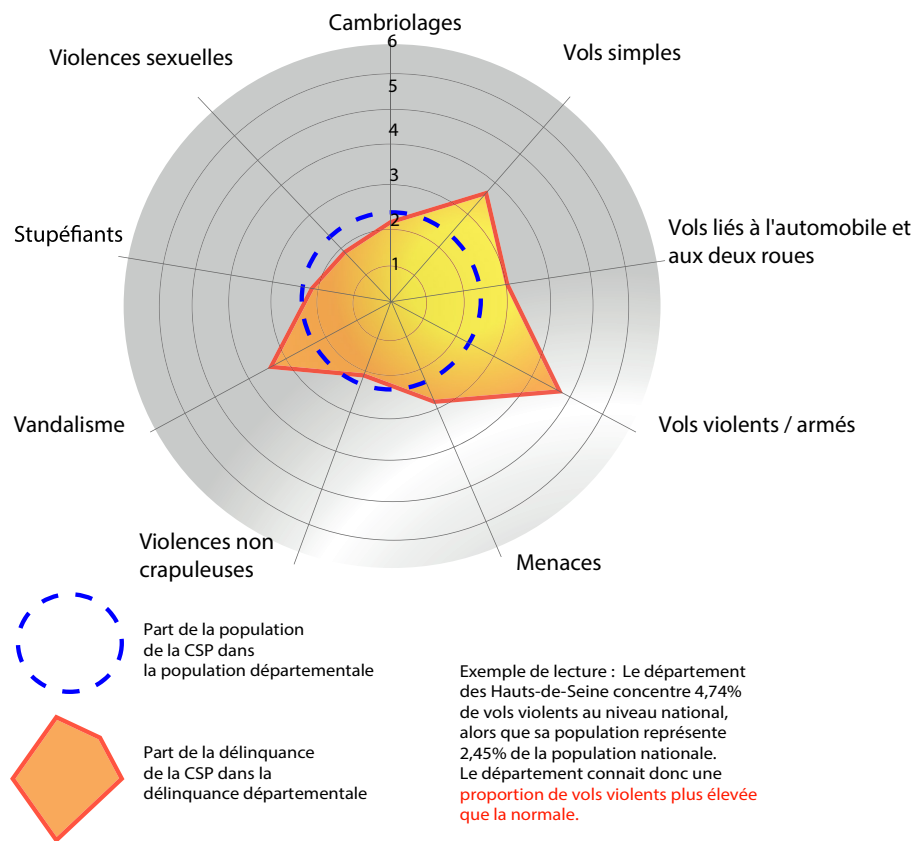 Cambriolages
6
Violences sexuelles
Vols simples
5
4
3
Stupéfiants
2
Vols liés à l'automobile et
aux deux roues
1
Vandalisme
Vols violents / armés
Violences non
crapuleuses
Menaces
Part de la population
de la CSP dans
la population départementale
Part de la délinquance
de la CSP dans la
délinquance départementale
Exemple de lecture : Le département
des Hauts-de-Seine concentre 4,74%
de vols violents au niveau national,
alors que sa population représente
2,45% de la population nationale.
Le département connait donc une
proportion de vols violents plus élevée
que la normale.